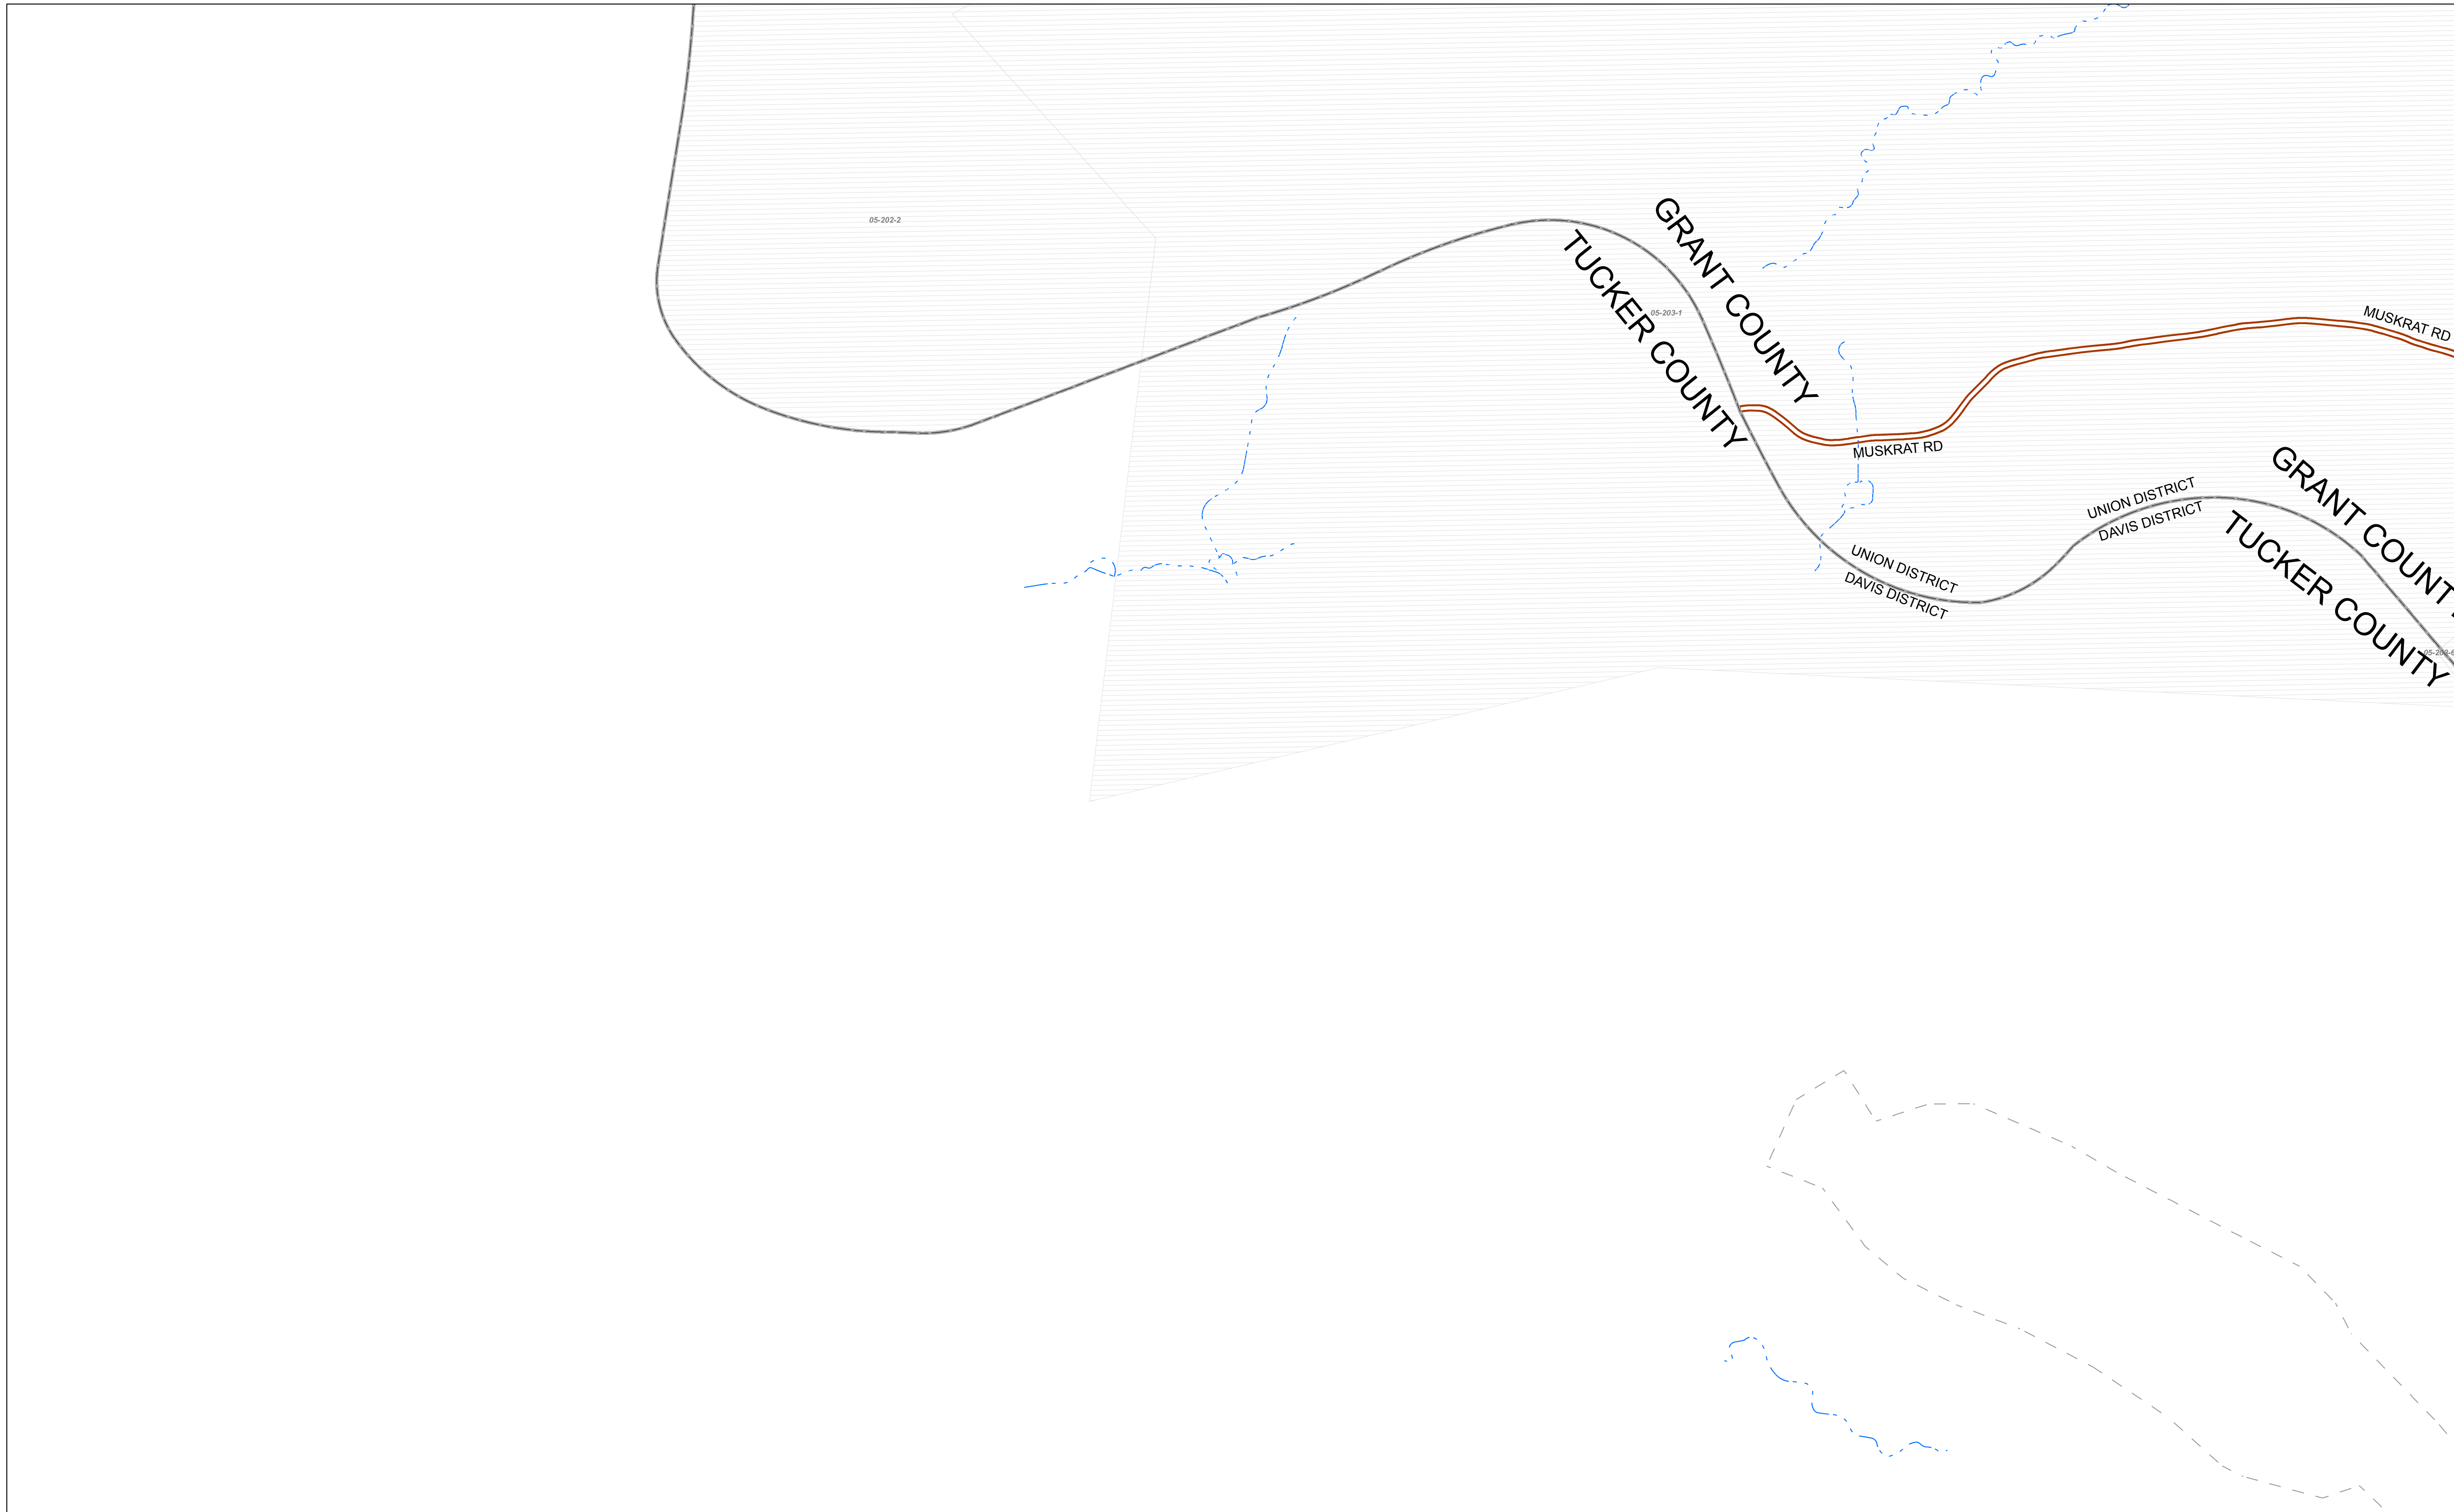 05-202-2
GRANT COUNTY
TUCKER COUNTY
05-203-1
MUSKRAT RD
MUSKRAT RD
GRANT COUNTY
UNION DISTRICT
DAVIS DISTRICT
TUCKER COUNTY
UNION DISTRICT
DAVIS DISTRICT